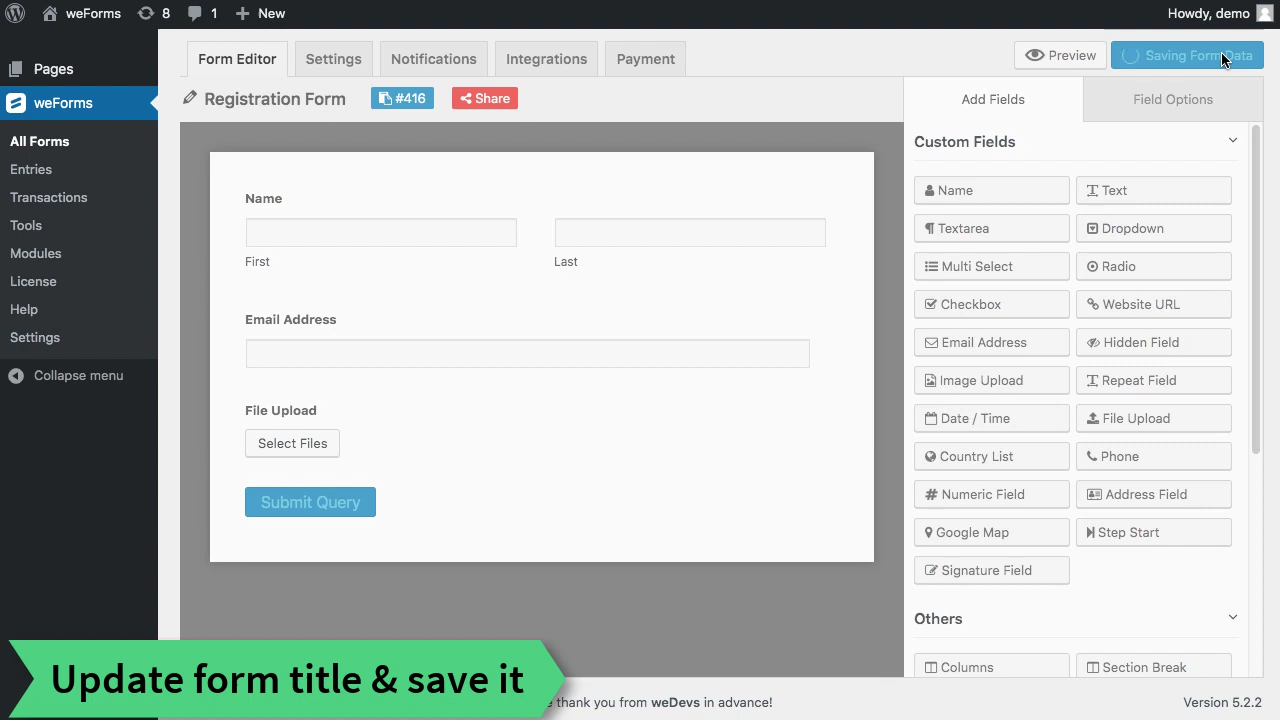 weForms 8 1 New Howdy, demo
Pages
weForms
All Forms
Entries
Transactions
Tools
Modules
License
Help
Settings
Collapse menu
Form Editor Settings Notifications Integrations Payment Preview Saving Form Data
Registration Form #416 Share
Name
First Last
Email Address
File Upload
Select Files
Submit Query
Add Fields Field Options
Custom Fields
Name Text
Textarea Dropdown
Multi Select Radio
Checkbox Website URL
Email Address Hidden Field
Image Upload Repeat Field
Date / Time File Upload
Country List Phone
Numeric Field Address Field
Google Map Step Start
Signature Field
Others
Columns Section Break
Update form title & save it
thank you from weDevs in advance! Version 5.2.2